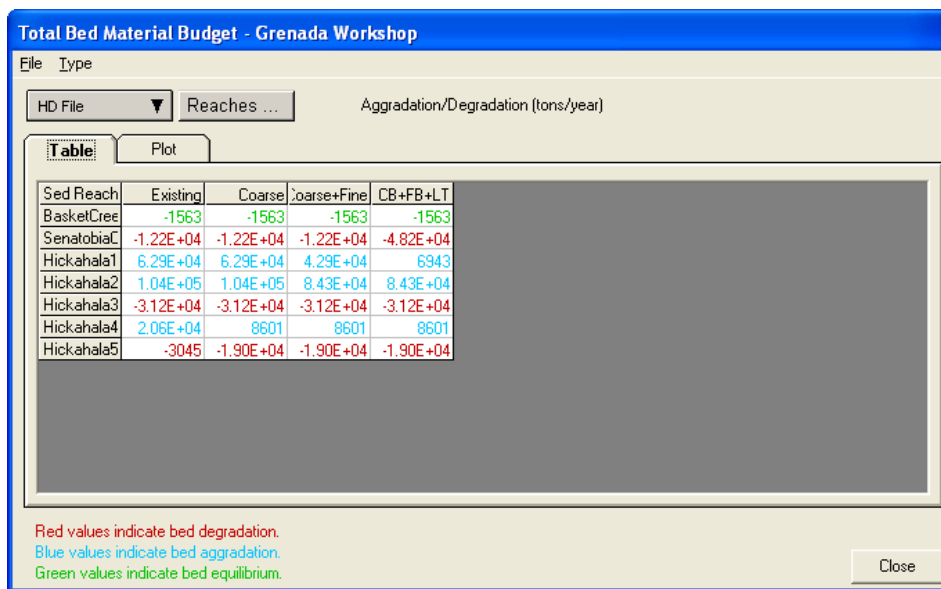 Total Bed Material Budget - Grenada Workshop
File Type
HD File Reaches ... Aggradation/Degradation (tons/year)
Table Plot
Sed Reach Existing Coarse Coarse+Fine CB+FB+LT
BasketCree -1563 -1563 -1563 -1563
SenatobiaC -1.22E+04 -1.22E+04 -1.22E+04 -4.82E+04
Hickahala1 6.29E+04 6.29E+04 4.29E+04 6943
Hickahala2 1.04E+05 1.04E+05 8.43E+04 8.43E+04
Hickahala3 -3.12E+04 -3.12E+04 -3.12E+04 -3.12E+04
Hickahala4 2.06E+04 8601 8601 8601
Hickahala5 -3045 -1.90E+04 -1.90E+04 -1.90E+04
Red values indicate bed degradation.
Blue values indicate bed aggradation.
Green values indicate bed equilibrium.
Close